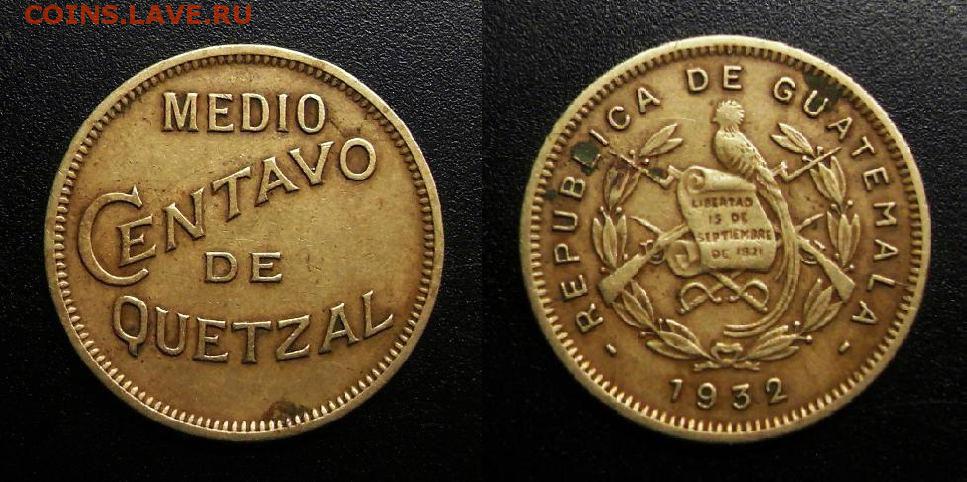 COINS.LAVE.RU
MEDIO
CENTAVO
DE
QUETZAL
REPUBLICA DE GUATEMALA
LIBERTAD
15 DE
SEPTIEMBRE
DE 1821
1932